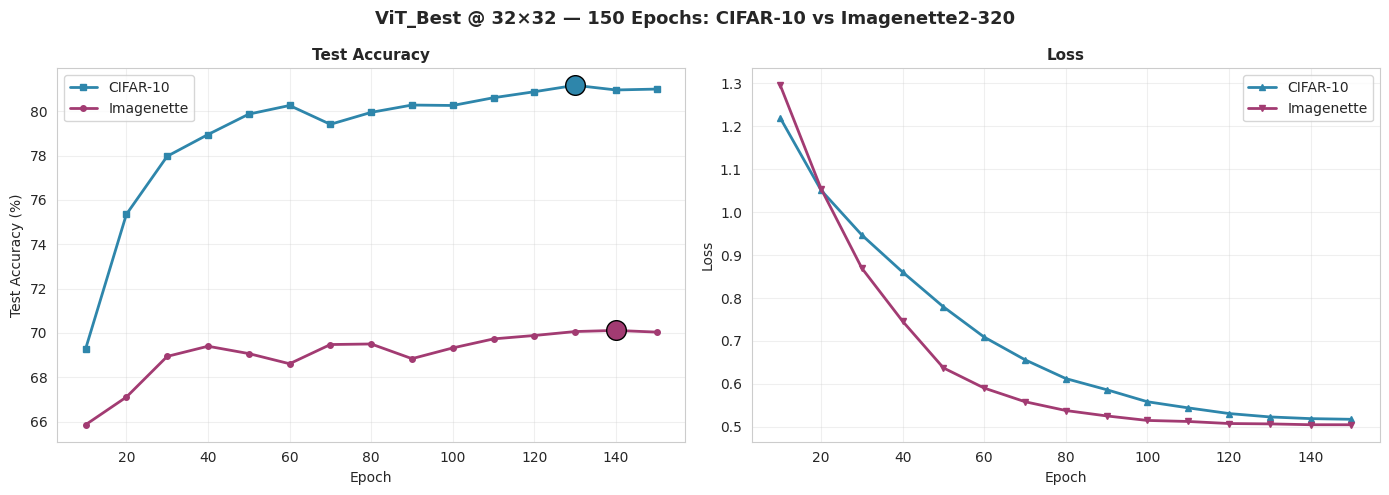 ViT_Best @ 32×32 — 150 Epochs: CIFAR-10 vs Imagenette2-320
Test Accuracy
CIFAR-10
Imagenette
Test Accuracy (%)
80
78
76
74
72
70
68
66
20 40 60 80 100 120 140
Epoch
Loss
CIFAR-10
Imagenette
Loss
1.3
1.2
1.1
1.0
0.9
0.8
0.7
0.6
0.5
20 40 60 80 100 120 140
Epoch